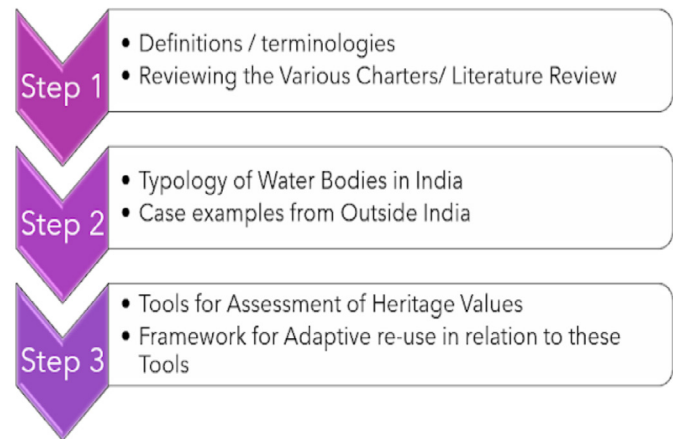 Step 1
• Definitions / terminologies
• Reviewing the Various Charters/ Literature Review
Step 2
• Typology of Water Bodies in India
• Case examples from Outside India
Step 3
• Tools for Assessment of Heritage Values
• Framework for Adaptive re-use in relation to these
Tools